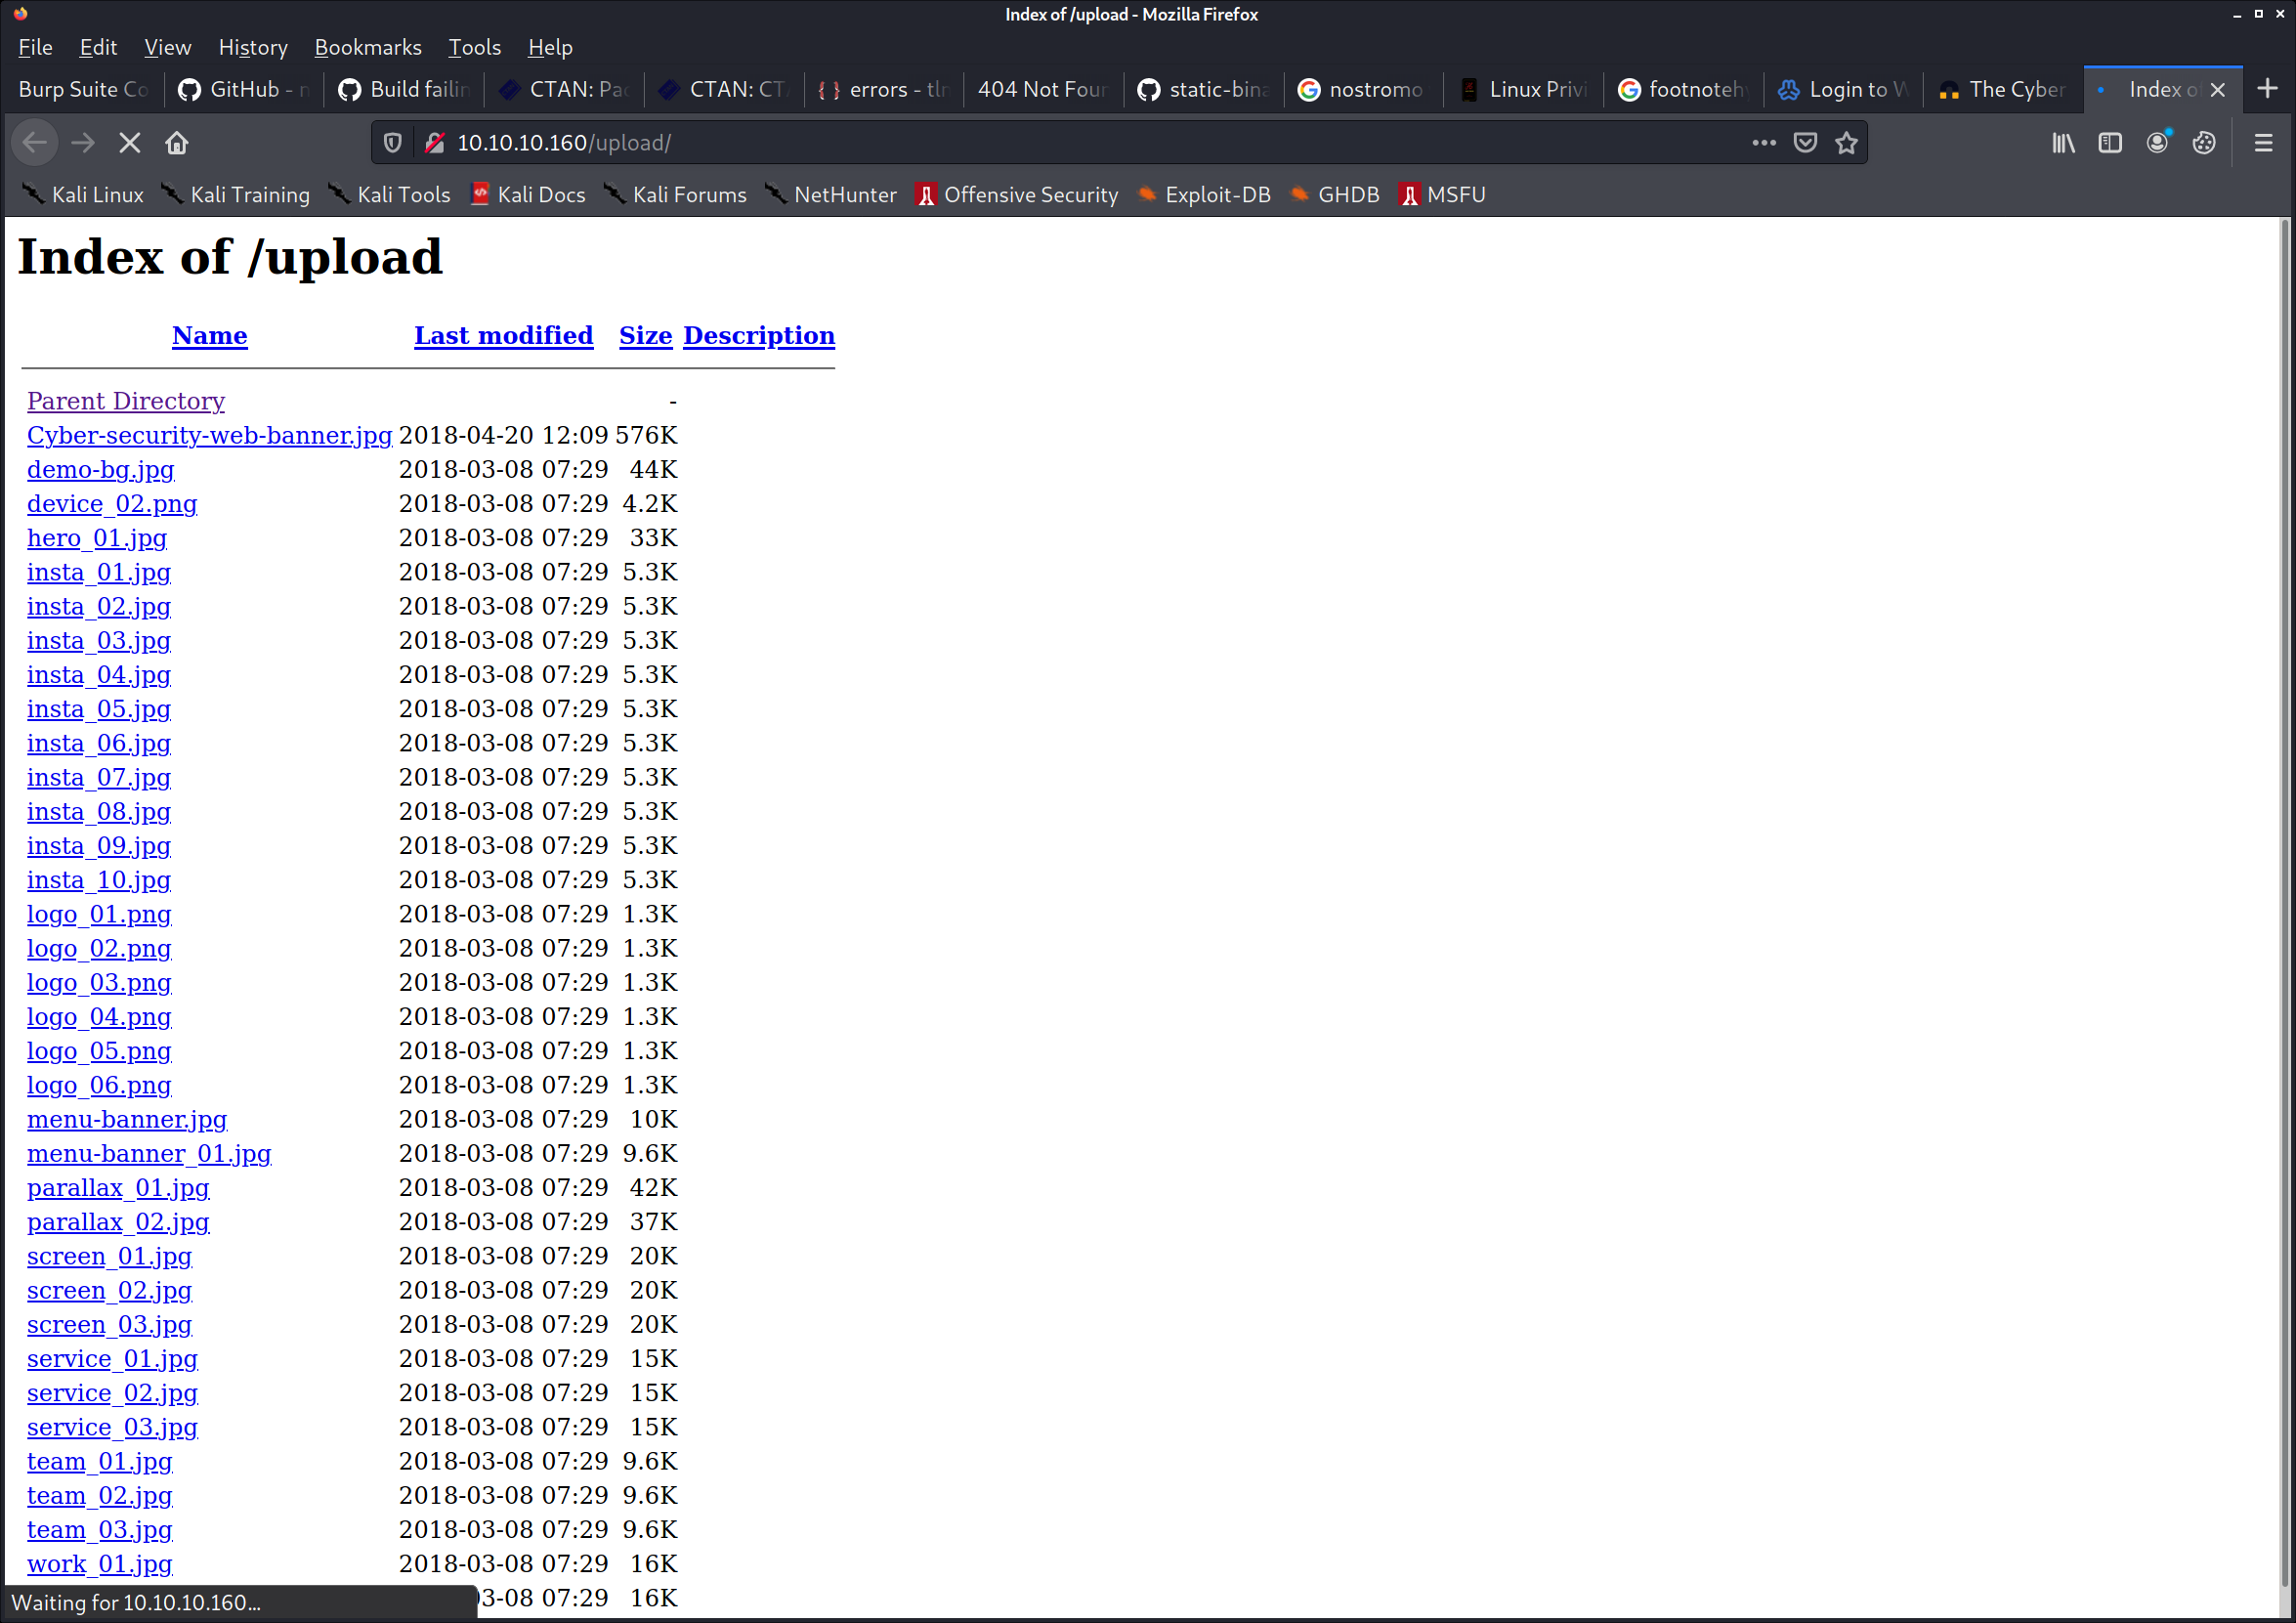 Index of /upload - Mozilla Firefox
File Edit View History Bookmarks Tools Help
Burp Suite Co GitHub - Build failin CTAN: Pac CTAN: CTA errors - tln 404 Not Foun static-bina nostromo Linux Privi footnotehy Login to W The Cyber Index of
10.10.10.160/upload/
Kali Linux Kali Training Kali Tools Kali Docs Kali Forums NetHunter Offensive Security Exploit-DB GHDB MSFU
Index of /upload
Name Last modified Size Description
Parent Directory -
Cyber-security-web-banner.jpg 2018-04-20 12:09 576K
demo-bg.jpg 2018-03-08 07:29 44K
device_02.png 2018-03-08 07:29 4.2K
hero_01.jpg 2018-03-08 07:29 33K
insta_01.jpg 2018-03-08 07:29 5.3K
insta_02.jpg 2018-03-08 07:29 5.3K
insta_03.jpg 2018-03-08 07:29 5.3K
insta_04.jpg 2018-03-08 07:29 5.3K
insta_05.jpg 2018-03-08 07:29 5.3K
insta_06.jpg 2018-03-08 07:29 5.3K
insta_07.jpg 2018-03-08 07:29 5.3K
insta_08.jpg 2018-03-08 07:29 5.3K
insta_09.jpg 2018-03-08 07:29 5.3K
insta_10.jpg 2018-03-08 07:29 5.3K
logo_01.png 2018-03-08 07:29 1.3K
logo_02.png 2018-03-08 07:29 1.3K
logo_03.png 2018-03-08 07:29 1.3K
logo_04.png 2018-03-08 07:29 1.3K
logo_05.png 2018-03-08 07:29 1.3K
logo_06.png 2018-03-08 07:29 1.3K
menu-banner.jpg 2018-03-08 07:29 10K
menu-banner_01.jpg 2018-03-08 07:29 9.6K
parallax_01.jpg 2018-03-08 07:29 42K
parallax_02.jpg 2018-03-08 07:29 37K
screen_01.jpg 2018-03-08 07:29 20K
screen_02.jpg 2018-03-08 07:29 20K
screen_03.jpg 2018-03-08 07:29 20K
service_01.jpg 2018-03-08 07:29 15K
service_02.jpg 2018-03-08 07:29 15K
service_03.jpg 2018-03-08 07:29 15K
team_01.jpg 2018-03-08 07:29 9.6K
team_02.jpg 2018-03-08 07:29 9.6K
team_03.jpg 2018-03-08 07:29 9.6K
work_01.jpg 2018-03-08 07:29 16K
Waiting for 10.10.10.160... 3-08 07:29 16K